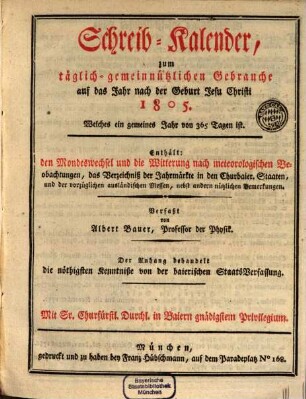 Schreib-Kalender,
zum
täglich-gemeinnützlichen Gebrauche
auf das Jahr nach der Geburt Jesu Christi
1805.
Welches ein gemeines Jahr von 365 Tagen ist.
Enthält:
den Mondeswechsel und die Witterung nach meteorologischen Be-
obachtungen, das Verzeichniß der Jahrmärkte in den Churbaier. Staaten,
und der vorzüglichen ausländischen Messen, nebst andern nützlichen Bemerkungen.
Verfaßt
von
Albert Bauer, Professor der Physik.
Der Anhang behandelt
die nöthigsten Kenntniße von der baierischen StaatsVerfassung.
Mit Sr. Churfürstl. Durchl. in Baiern gnädigstem Privilegium.
München,
gedruckt und zu haben bey Franz Hübschmann, auf dem Paradeplatz No 162.
Bayerische
Staatsbibliothek
München